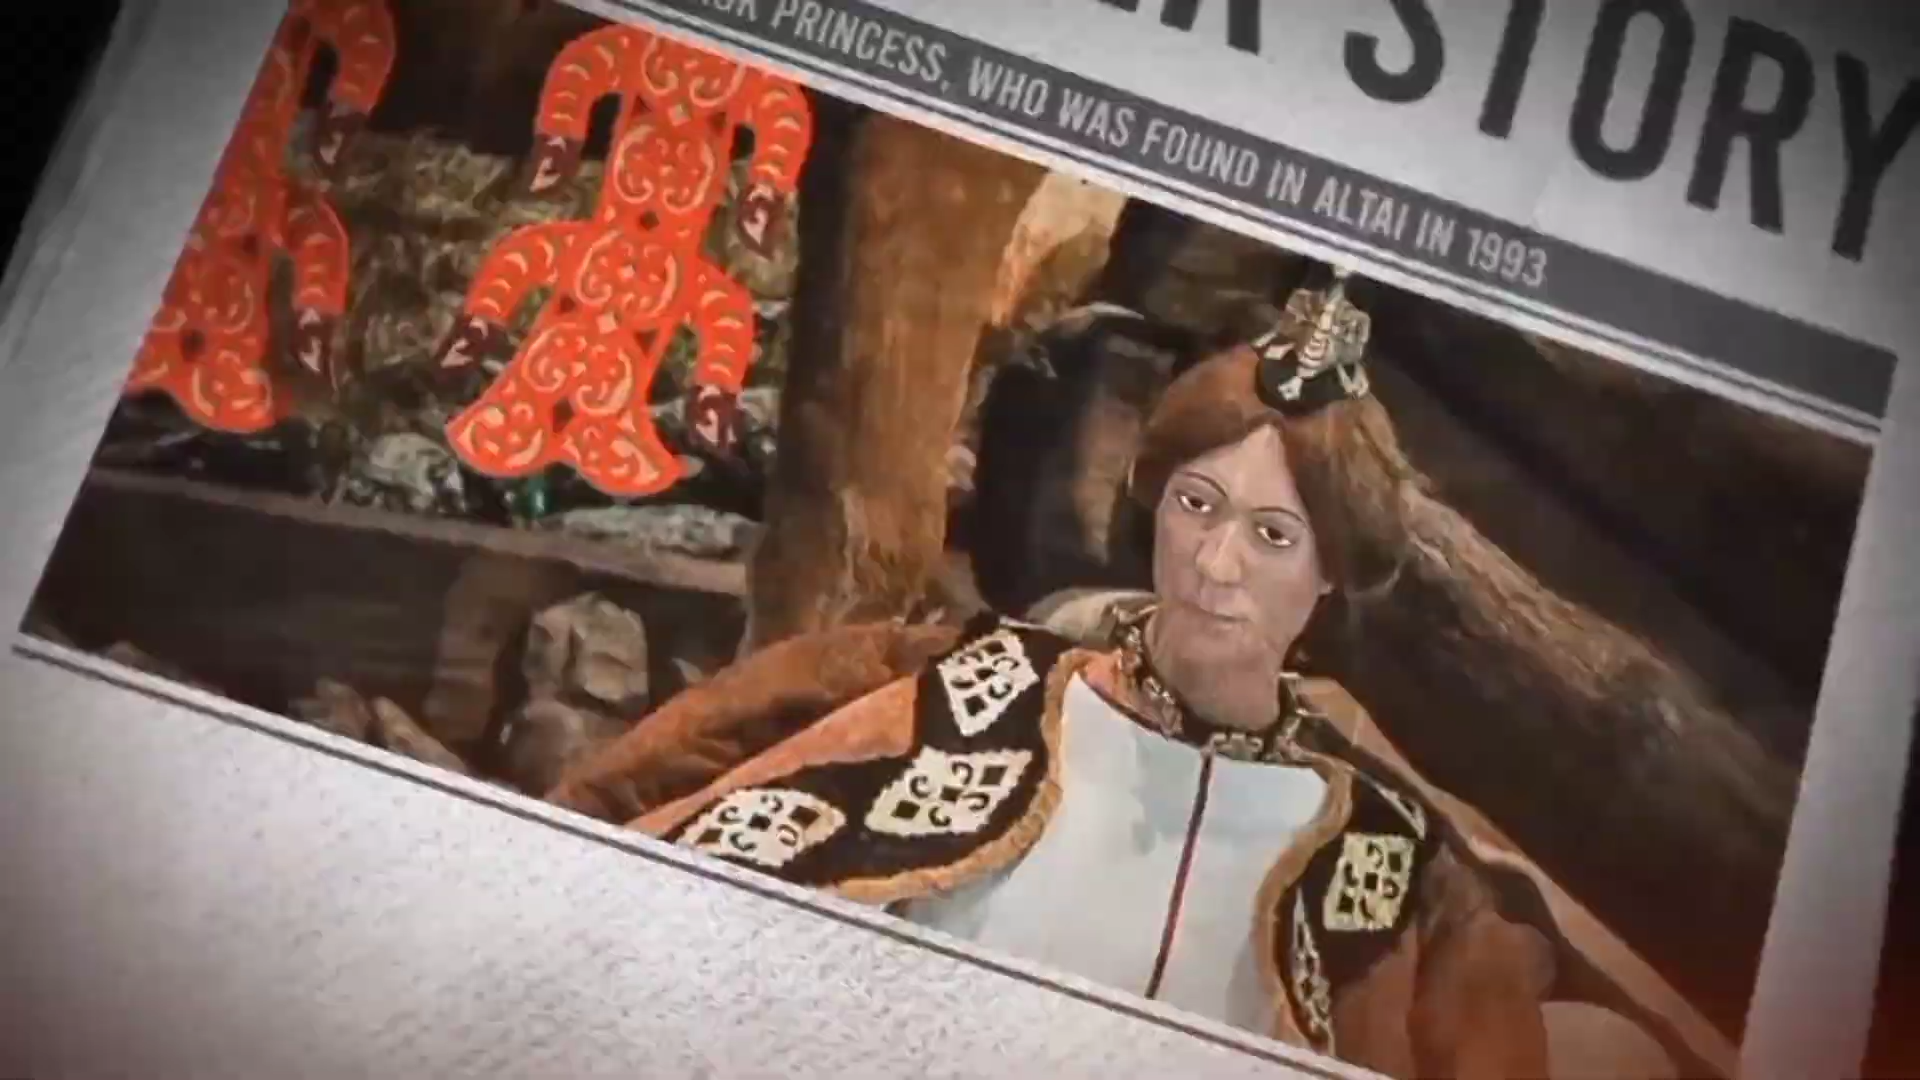 STORY
PRINCESS, WHO WAS FOUND IN ALTAI IN 1993